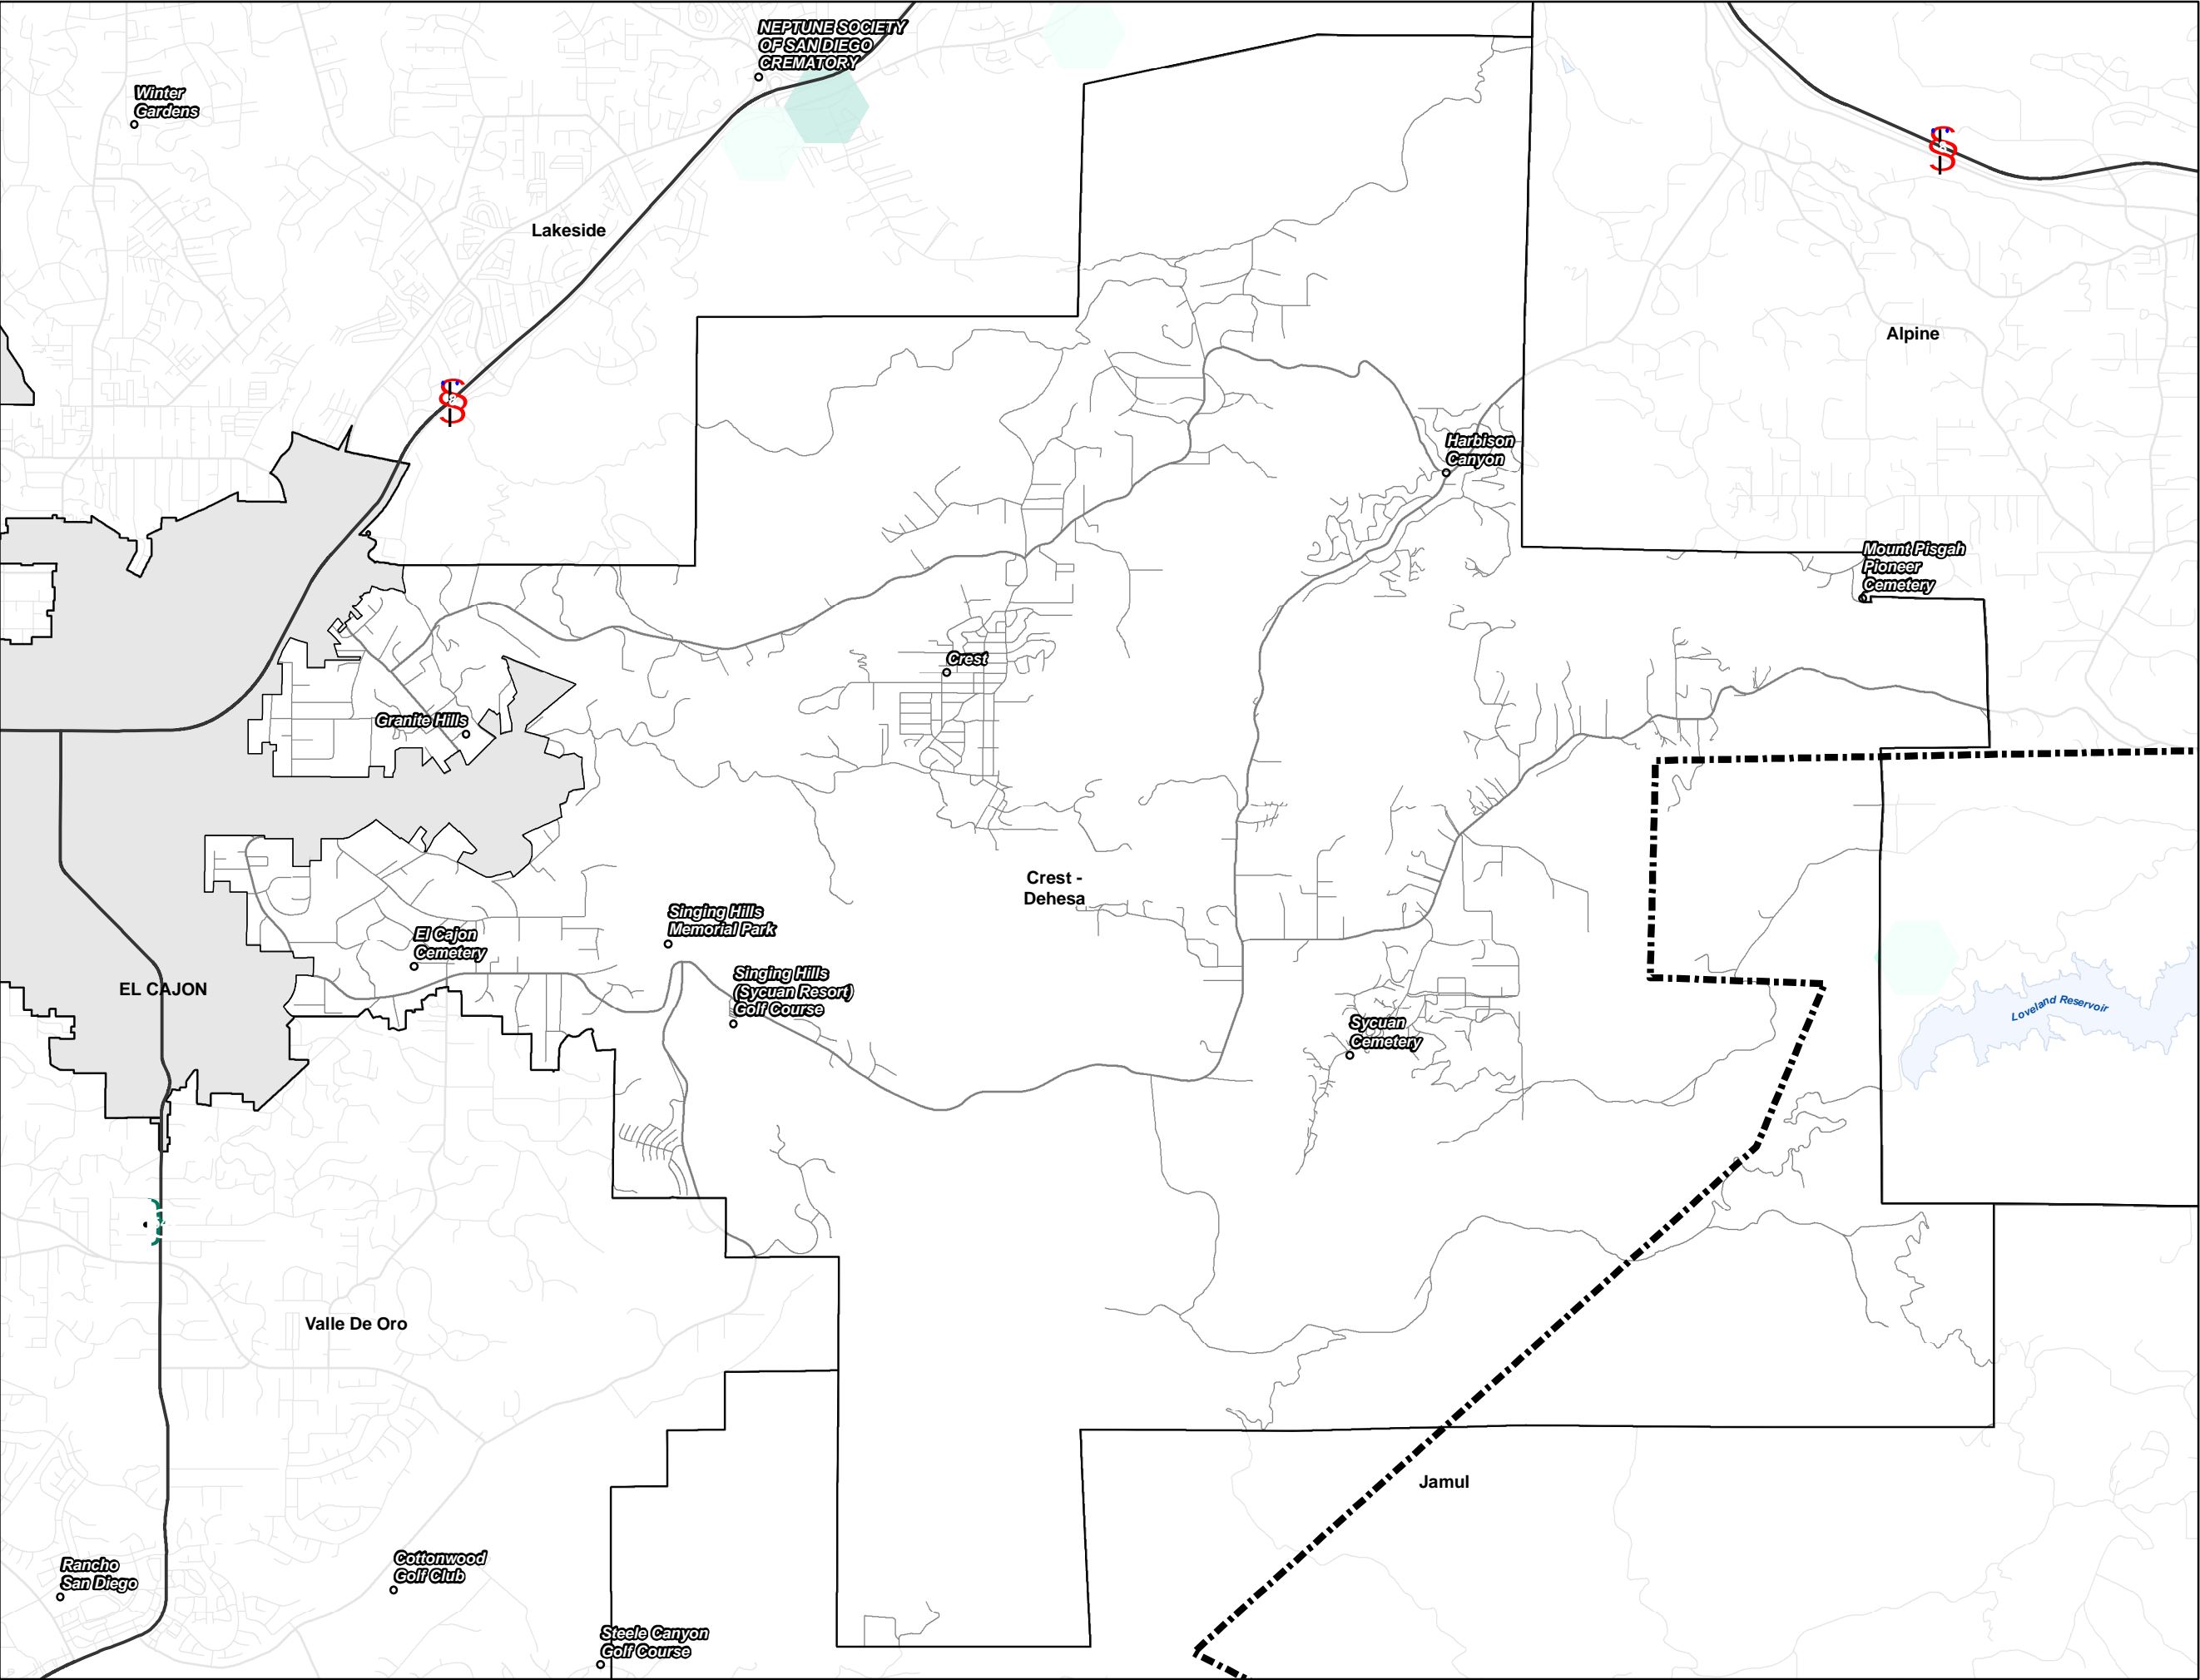 NEPTUNE SOCIETY
OF SAN DIEGO
CREMATORY
Winter
Gardens
Lakeside
Alpine
Harbison
Canyon
Mount Pisgah
Pioneer
Cemetery
Crest
Granite Hills
Crest -
Dehesa
Singing Hills
Memorial Park
El Cajon
Cemetery
EL CAJON
Singing Hills
(Sycuan Resort)
Golf Course
Loveland Reservoir
Sycuan
Cemetery
Valle De Oro
Jamul
Cottonwood
Golf Club
Rancho
San Diego
Steele Canyon
Golf Course